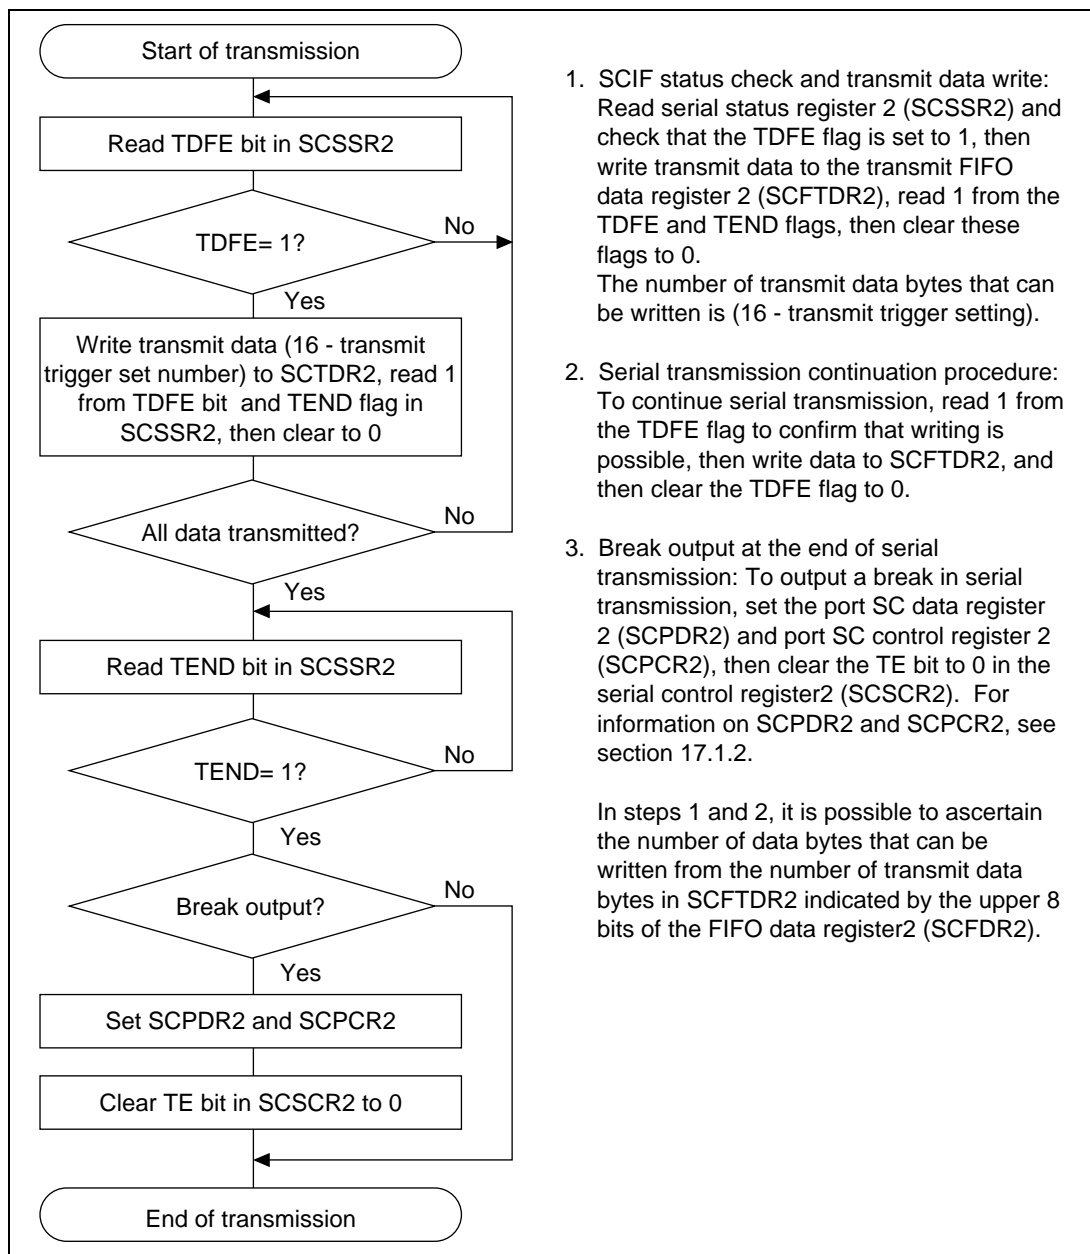 Start of transmission
Read TDFE bit in SCSSR2
TDFE= 1?
No
Yes
Write transmit data (16 - transmit
trigger set number) to SCTDR2, read 1
from TDFE bit  and TEND flag in
SCSSR2, then clear to 0
All data transmitted?
No
Yes
Read TEND bit in SCSSR2
TEND= 1?
No
Yes
Break output?
No
Yes
Set SCPDR2 and SCPCR2
Clear TE bit in SCSCR2 to 0
End of transmission
1. SCIF status check and transmit data write:
Read serial status register 2 (SCSSR2) and
check that the TDFE flag is set to 1, then
write transmit data to the transmit FIFO
data register 2 (SCFTDR2), read 1 from the
TDFE and TEND flags, then clear these
flags to 0.
The number of transmit data bytes that can
be written is (16 - transmit trigger setting).
2. Serial transmission continuation procedure:
To continue serial transmission, read 1 from
the TDFE flag to confirm that writing is
possible, then write data to SCFTDR2, and
then clear the TDFE flag to 0.
3. Break output at the end of serial
transmission: To output a break in serial
transmission, set the port SC data register
2 (SCPDR2) and port SC control register 2
(SCPCR2), then clear the TE bit to 0 in the
serial control register2 (SCSCR2).  For
information on SCPDR2 and SCPCR2, see
section 17.1.2.
In steps 1 and 2, it is possible to ascertain
the number of data bytes that can be
written from the number of transmit data
bytes in SCFTDR2 indicated by the upper 8
bits of the FIFO data register2 (SCFDR2).